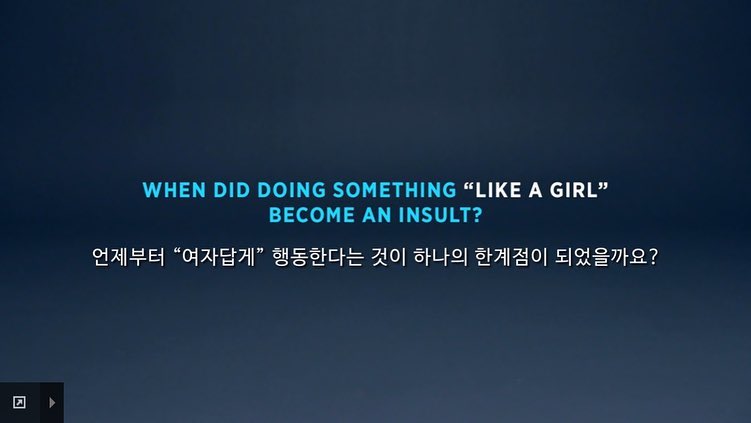 WHEN DID DOING SOMETHING “LIKE A GIRL”
BECOME AN INSULT?
언제부터 “여자답게” 행동한다는 것이 하나의 한계점이 되었을까요?